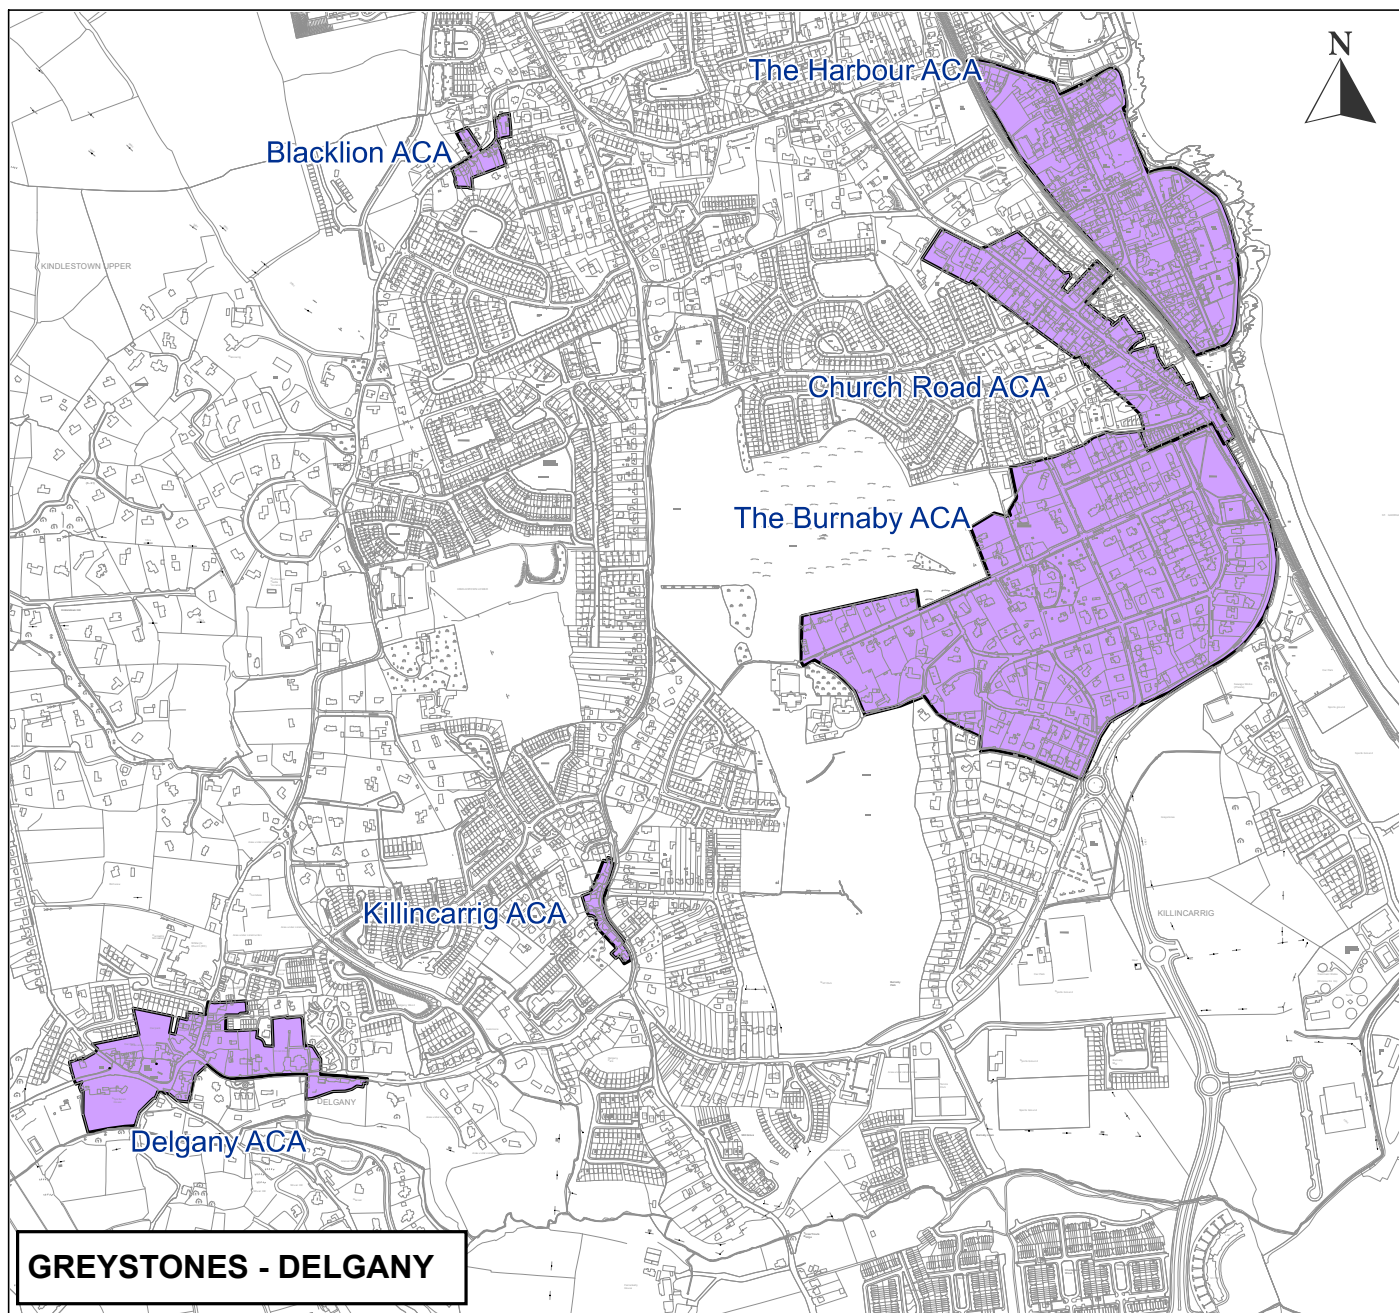 N
The Harbour ACA
Blacklion ACA
KINDLESTOWN UPPER
Church Road ACA
The Burnaby ACA
Killincarrig ACA
KILLINCARRIG
DELGANY
Delgany ACA
GREYSTONES - DELGANY